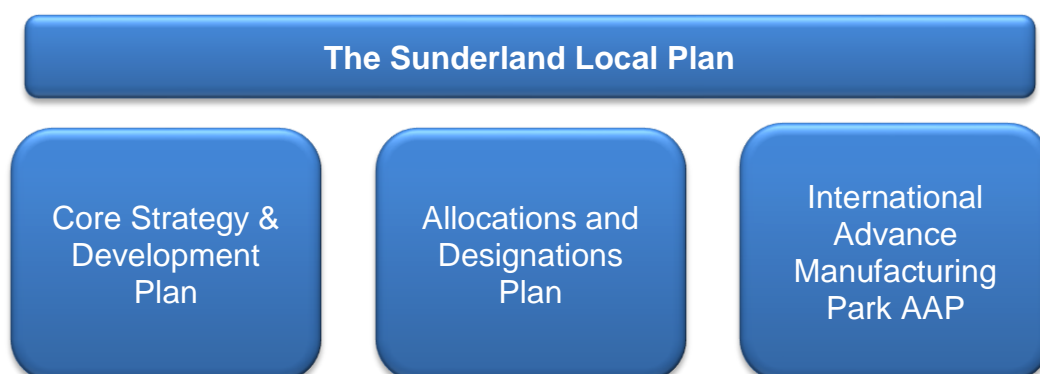 The Sunderland Local Plan
Core Strategy &
Development
Plan
Allocations and
Designations
Plan
International
Advance
Manufacturing
Park AAP